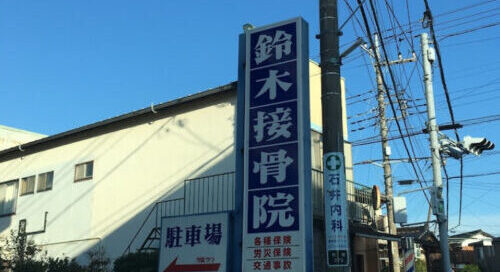 鈴木接骨院
各種保険
労災保険
交通事故
駐車場
石井内科